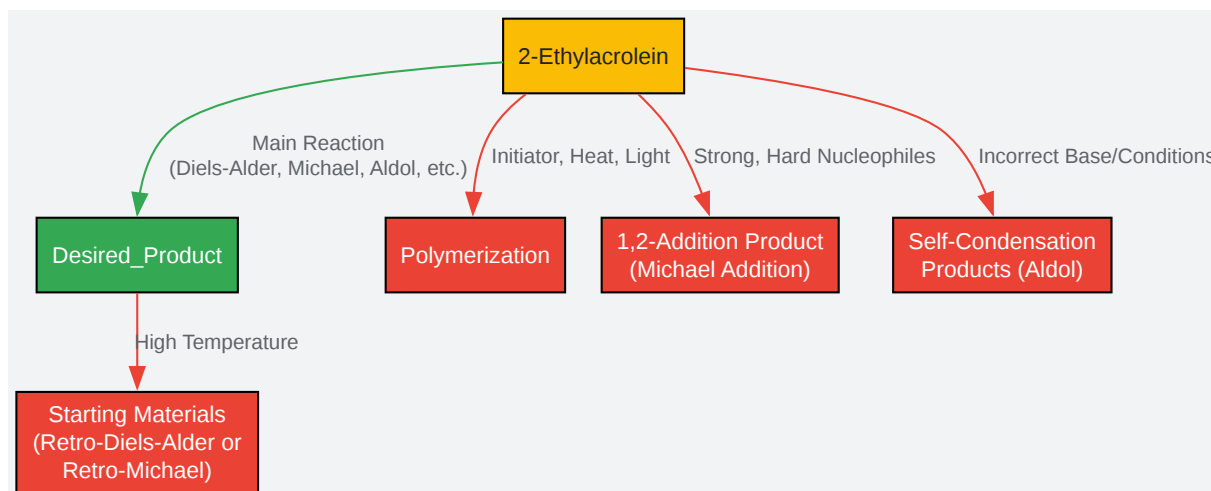 2-Ethylacrolein
Main Reaction
(Diels-Alder, Michael, Aldol, etc.)
Initiator, Heat, Light
Strong, Hard Nucleophiles
Incorrect Base/Conditions
Desired_Product
Polymerization
1,2-Addition Product
(Michael Addition)
Self-Condensation
Products (Aldol)
High Temperature
Starting Materials
(Retro-Diels-Alder or
Retro-Michael)